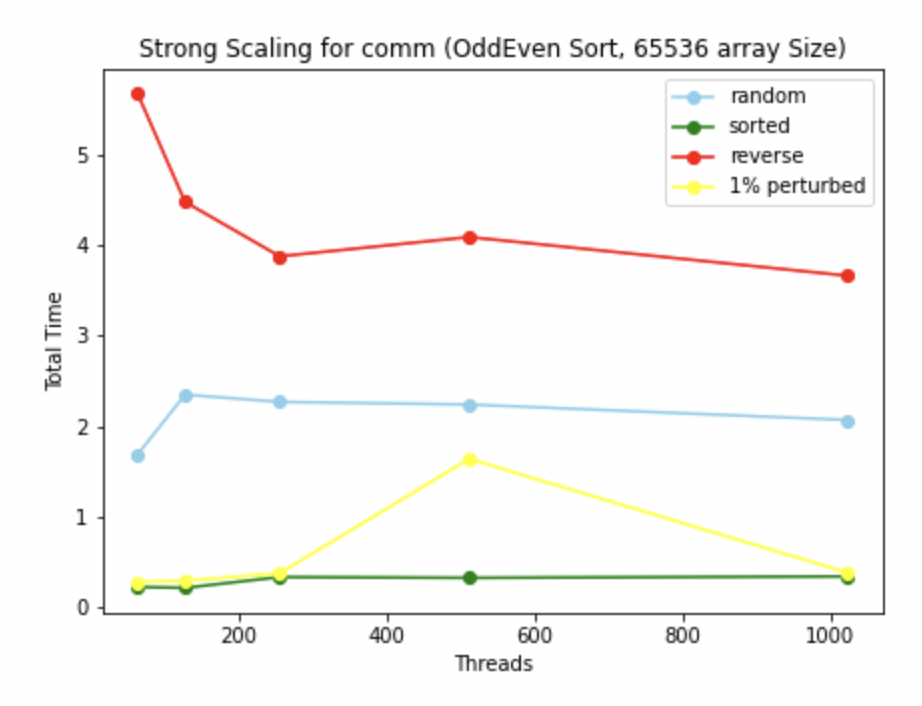 Strong Scaling for comm (OddEven Sort, 65536 array Size)
random
sorted
reverse
1% perturbed
5
4
3
2
1
0
Total Time
200
400
600
800
1000
Threads